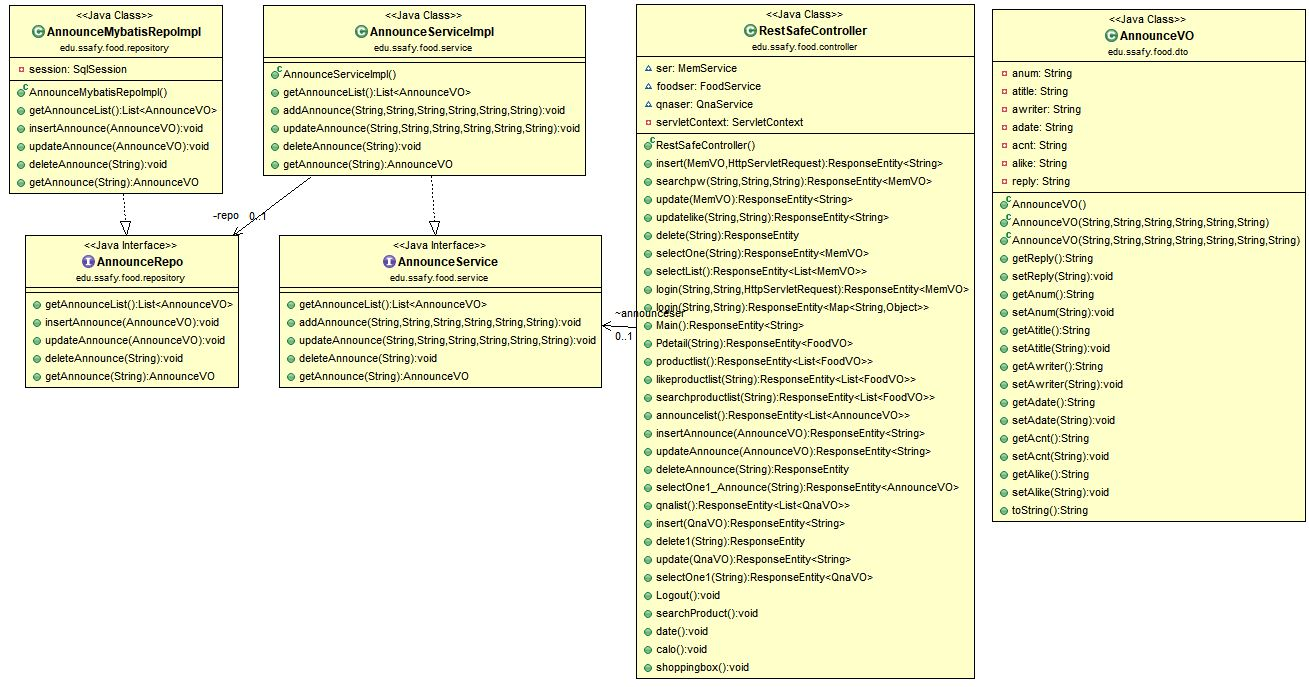 <<Java Class>>
AnnounceMybatisRepoImpl
edu.ssafy.food.repository
session: SqlSession
AnnounceMybatisRepoImpl()
getAnnounceList():List<AnnounceVO>
insertAnnounce(AnnounceVO):void
updateAnnounce(AnnounceVO):void
deleteAnnounce(String):void
getAnnounce(String):AnnounceVO
<<Java Class>>
AnnounceServiceImpl
edu.ssafy.food.service
AnnounceServiceImpl()
getAnnounceList():List<AnnounceVO>
addAnnounce(String,String,String,String,String,String):void
updateAnnounce(String,String,String,String,String,String):void
deleteAnnounce(String):void
getAnnounce(String):AnnounceVO
-repo 0..1
<<Java Interface>>
AnnounceRepo
edu.ssafy.food.repository
getAnnounceList():List<AnnounceVO>
insertAnnounce(AnnounceVO):void
updateAnnounce(AnnounceVO):void
deleteAnnounce(String):void
getAnnounce(String):AnnounceVO
<<Java Interface>>
AnnounceService
edu.ssafy.food.service
getAnnounceList():List<AnnounceVO>
addAnnounce(String,String,String,String,String,String):void
updateAnnounce(String,String,String,String,String,String):void
deleteAnnounce(String):void
getAnnounce(String):AnnounceVO
~announceser
0..1
<<Java Class>>
RestSafeController
edu.ssafy.food.controller
ser: MemService
foodser: FoodService
qnaser: QnaService
servletContext: ServletContext
RestSafeController()
insert(MemVO,HttpServletRequest):ResponseEntity<String>
searchpw(String,String,String):ResponseEntity<MemVO>
update(MemVO):ResponseEntity<String>
updatelike(String,String):ResponseEntity<String>
delete(String):ResponseEntity
selectOne(String):ResponseEntity<MemVO>
selectList():ResponseEntity<List<MemVO>>
login(String,String,HttpServletRequest):ResponseEntity<MemVO>
login(String,String):ResponseEntity<Map<String,Object>>
Main():ResponseEntity<String>
Pdetail(String):ResponseEntity<FoodVO>
productlist():ResponseEntity<List<FoodVO>>
likeproductlist(String):ResponseEntity<List<FoodVO>>
searchproductlist(String):ResponseEntity<List<FoodVO>>
announcelist():ResponseEntity<List<AnnounceVO>>
insertAnnounce(AnnounceVO):ResponseEntity<String>
updateAnnounce(AnnounceVO):ResponseEntity<String>
deleteAnnounce(String):ResponseEntity
selectOne1_Announce(String):ResponseEntity<AnnounceVO>
qnalist():ResponseEntity<List<QnaVO>>
insert(QnaVO):ResponseEntity<String>
delete1(String):ResponseEntity
update(QnaVO):ResponseEntity<String>
selectOne1(String):ResponseEntity<QnaVO>
Logout():void
searchProduct():void
date():void
calo():void
shoppingbox():void
<<Java Class>>
AnnounceVO
edu.ssafy.food.dto
anum: String
atitle: String
awriter: String
adate: String
acnt: String
alike: String
reply: String
AnnounceVO()
AnnounceVO(String,String,String,String,String,String)
AnnounceVO(String,String,String,String,String,String,String)
getReply():String
setReply(String):void
getAnum():String
setAnum(String):void
getAtitle():String
setAtitle(String):void
getAwriter():String
setAwriter(String):void
getAdate():String
setAdate(String):void
getAcnt():String
setAcnt(String):void
getAlike():String
setAlike(String):void
toString():String